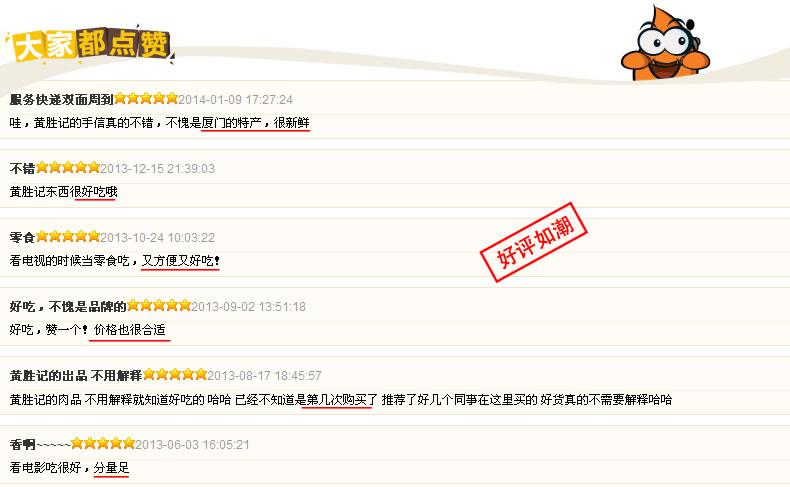 大家都点赞
服务快递双面周到 2014-01-09 17:27:24
哇，黄胜记的手信真的不错，不愧是厦门的特产，很新鲜
不错 2013-12-15 21:39:03
黄胜记东西很好吃哦
零食 2013-10-24 10:03:22
看电视的时候当零食吃，又方便又好吃！
好评如潮
好吃，不愧是品牌的 2013-09-02 13:51:18
好吃，赞一个！价格也很合适
黄胜记的出品 不用解释 2013-08-17 18:45:57
黄胜记的肉品 不用解释就知道好吃的 哈哈 已经不知道是第几次购买了 推荐了好几个同事在这里买的 好货真的不需要解释哈哈
香啊~~~~~ 2013-06-03 16:05:21
看电影吃很好，分量足